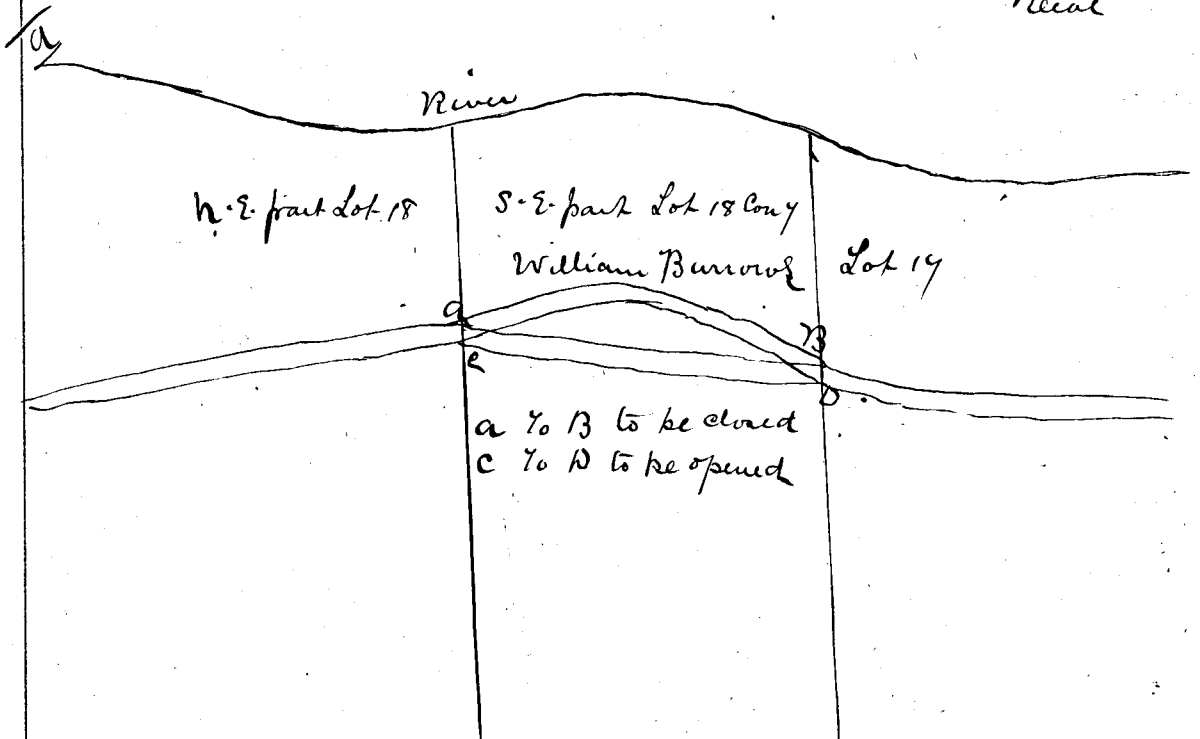 a
River
N.E. part Lot 18
S.E. part Lot 18 Con 7
William Burrows
Lot 17
a
B
c
D
a To B to be closed
c To D to be opened